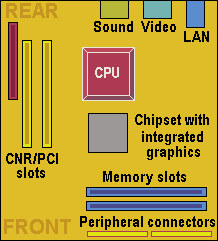 REAR
Sound
Video
LAN
CPU
Chipset with
integrated
graphics
CNR/PCI
slots
Memory slots
FRONT
Peripheral connectors